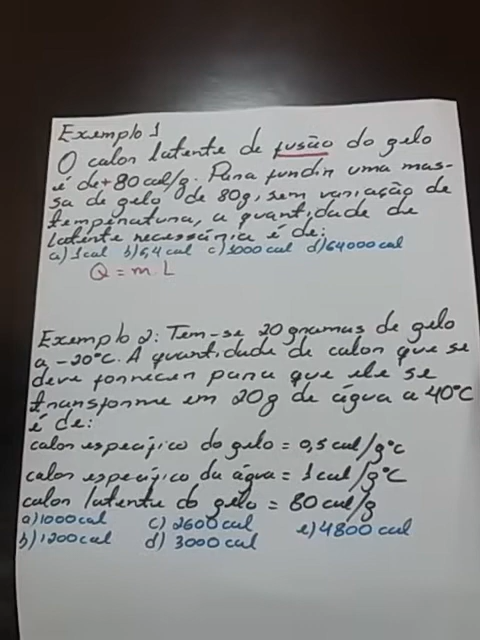 Exemplo 1
O calor latente de fusão do gelo
é de +80 cal/g. Para fundir uma mas-
sa de gelo de 80g, sem variação de
temperatura, a quantidade de
latente necessária é de:
a) 1cal b) 6,4 cal c) 1000 cal d) 64000 cal
Q = m.L
Exemplo 2: Tem-se 20 gramas de gelo
a -20°C. A quantidade de calor que se
deve fornecer para que ele se
transforme em 20g de água a 40°C
é de:
calor específico do gelo = 0,5 cal/g°c
calor específico da água = 1 cal/g°C
calor latente do gelo = 80 cal/g
a) 1000 cal c) 2600 cal e) 4800 cal
b) 1200 cal d) 3000 cal